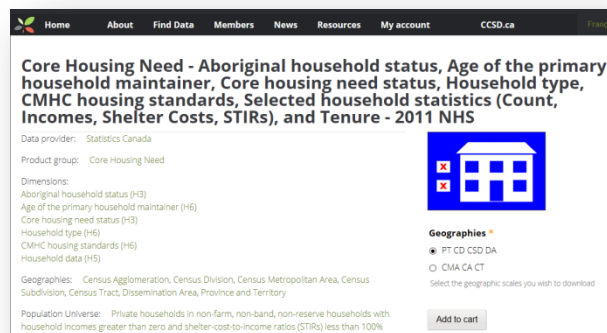 Home About Find Data Members News Resources My account CCSD.ca Franç
Core Housing Need - Aboriginal household status, Age of the primary
household maintainer, Core housing need status, Household type,
CMHC housing standards, Selected household statistics (Count,
Incomes, Shelter Costs, STIRs), and Tenure - 2011 NHS
Data provider: Statistics Canada
Product group: Core Housing Need
Dimensions:
Aboriginal household status (H3)
Age of the primary household maintainer (H6)
Core housing need status (H3)
Household type (H6)
CMHC housing standards (H6)
Household data (H5)
Geographies: Census Agglomeration, Census Division, Census Metropolitan Area, Census
Subdivision, Census Tract, Dissemination Area, Province and Territory
Population Universe: Private households in non-farm, non-band, non-reserve households with
household incomes greater than zero and shelter-cost-to-income ratios (STIRs) less than 100%
X
X
Geographies *
PT CD CSD DA
CMA CA CT
Select the geographic scales you wish to download
Add to cart